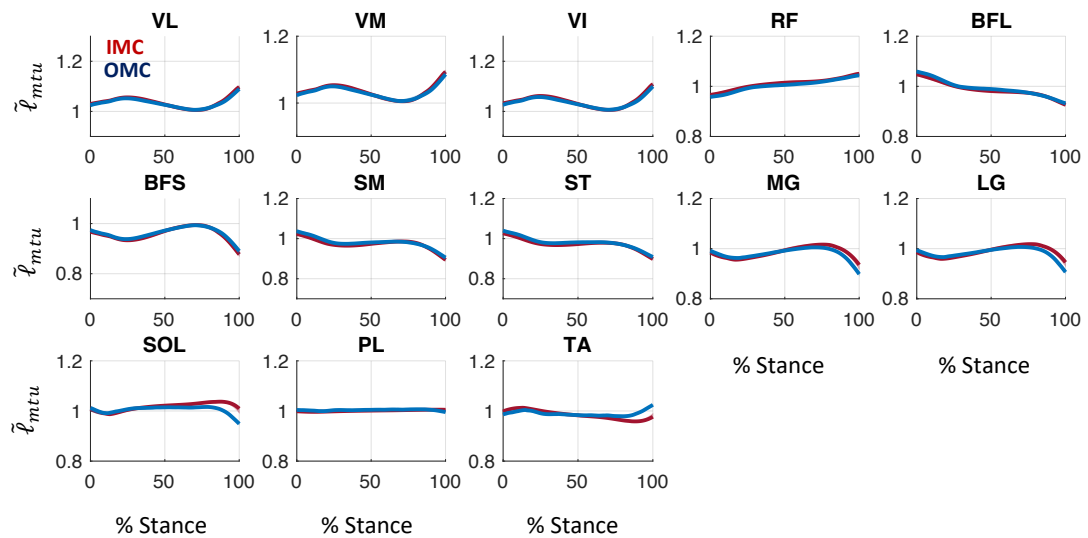 VL VM VI RF BFL
IMC
OMC
ℓ̃mtu
1.2 1 1.2 1 1.2 1 1.2 1 0.8 1.2 1 0.8
0 50 100 0 50 100 0 50 100 0 50 100 0 50 100
BFS SM ST MG LG
ℓ̃mtu
1 0.8 1.2 1 0.8 1.2 1 0.8 1.2 1 0.8 1.2 1 0.8
0 50 100 0 50 100 0 50 100 0 50 100 0 50 100
SOL PL TA % Stance % Stance
ℓ̃mtu
1.2 1 0.8 1.2 1 0.8 1.2 1 0.8
0 50 100 0 50 100 0 50 100
% Stance % Stance % Stance